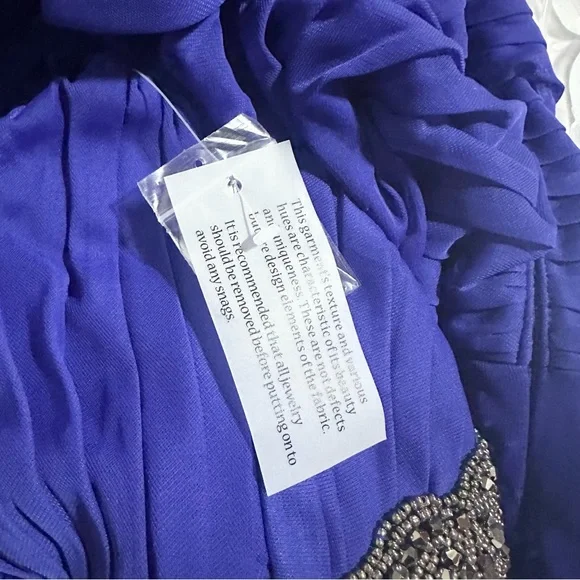 This garment's texture and various
hues are characteristic of its beauty
and uniqueness. These are not defects
but are design elements of the fabric.
It is recommended that all jewelry
should be removed before putting on to
avoid any snags.